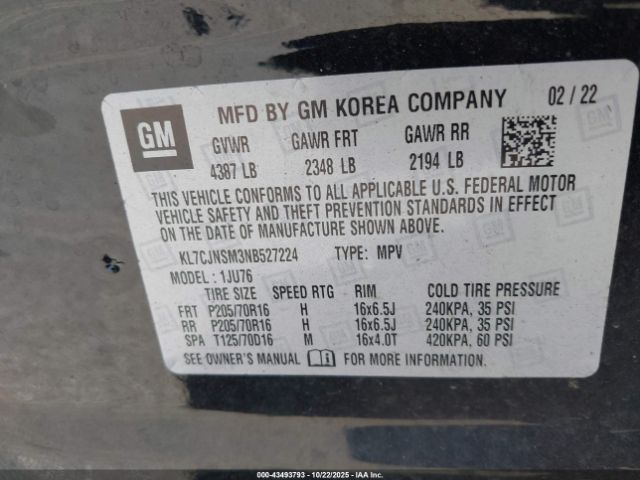 GM
MFD BY GM KOREA COMPANY 02 / 22
GVWR GAWR FRT GAWR RR
4387 LB 2348 LB 2194 LB
THIS VEHICLE CONFORMS TO ALL APPLICABLE U.S. FEDERAL MOTOR
VEHICLE SAFETY AND THEFT PREVENTION STANDARDS IN EFFECT
ON THE DATE OF MANUFACTURE SHOWN ABOVE.
KL7CJNSM3NB527224 TYPE: MPV
MODEL: 1JU76
TIRE SIZE SPEED RTG RIM COLD TIRE PRESSURE
FRT P205/70R16 H 16x6.5J 240KPA, 35 PSI
RR P205/70R16 H 16x6.5J 240KPA, 35 PSI
SPA T125/70D16 M 16x4.0T 420KPA, 60 PSI
SEE OWNER'S MANUAL FOR MORE INFORMATION.
© 43493793 - 10/22/2025 - IAA, Inc.